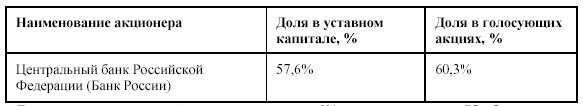 Наименование акционера
Доля в уставном
капитале, %
Доля в голосующих
акциях, %
Центральный банк Российской
Федерации (Банк России)
57,6%
60,3%